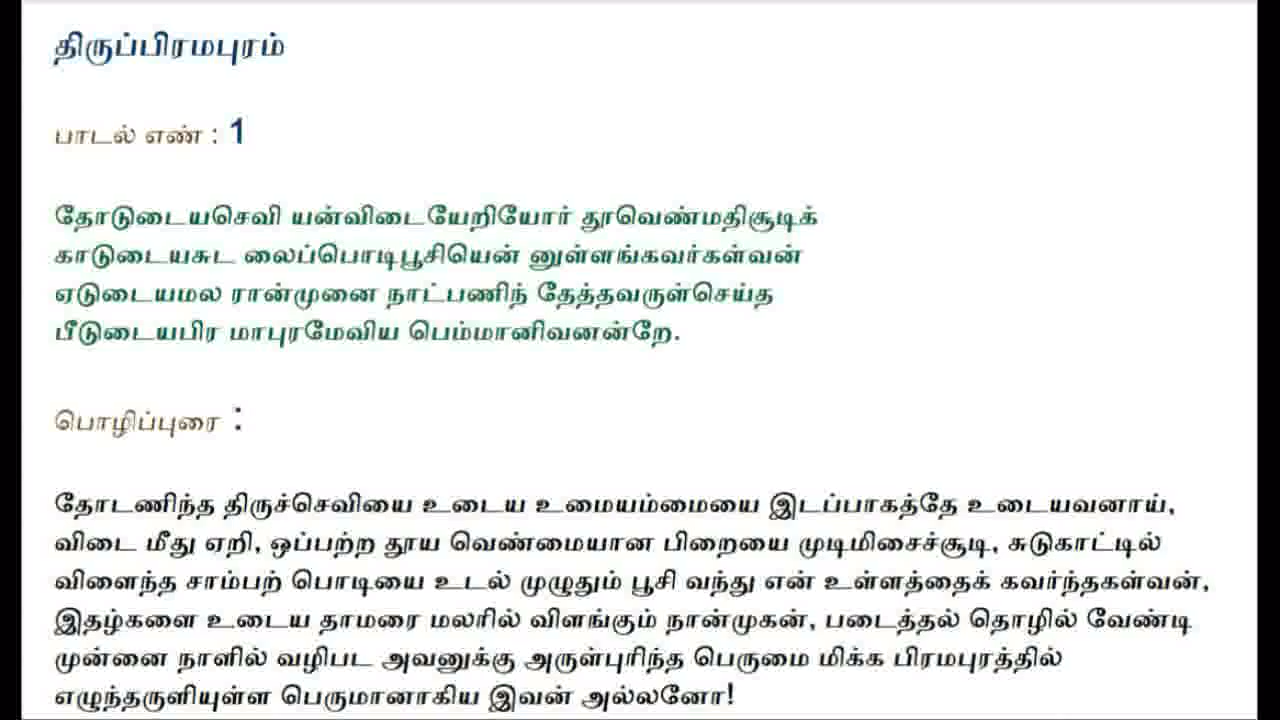 திருப்பிரமபுரம்
பாடல் எண் : 1
தோடுடையசெவி யன்விடையேறியோர் தூவெண்மதிசூடிக்
காடுடையசுட லைப்பொடிபூசியென் னுள்ளங்கவர்கள்வன்
ஏடுடையமல ரான்முனை நாட்பணிந் தேத்தவருள்செய்த
பீடுடையபிர மாபுரமேவிய பெம்மானிவனன்றே.
பொழிப்புரை :
தோடணிந்த திருச்செவியை உடைய உமையம்மையை இடப்பாகத்தே உடையவனாய்,
விடை மீது ஏறி, ஒப்பற்ற தூய வெண்மையான பிறையை முடிமிசைச்சூடி, சுடுகாட்டில்
விளைந்த சாம்பற் பொடியை உடல் முழுதும் பூசி வந்து என் உள்ளத்தைக் கவர்ந்தகள்வன்,
இதழ்களை உடைய தாமரை மலரில் விளங்கும் நான்முகன், படைத்தல் தொழில் வேண்டி
முன்னை நாளில் வழிபட அவனுக்கு அருள்புரிந்த பெருமை மிக்க பிரமபுரத்தில்
எழுந்தருளியுள்ள பெருமானாகிய இவன் அல்லனோ!